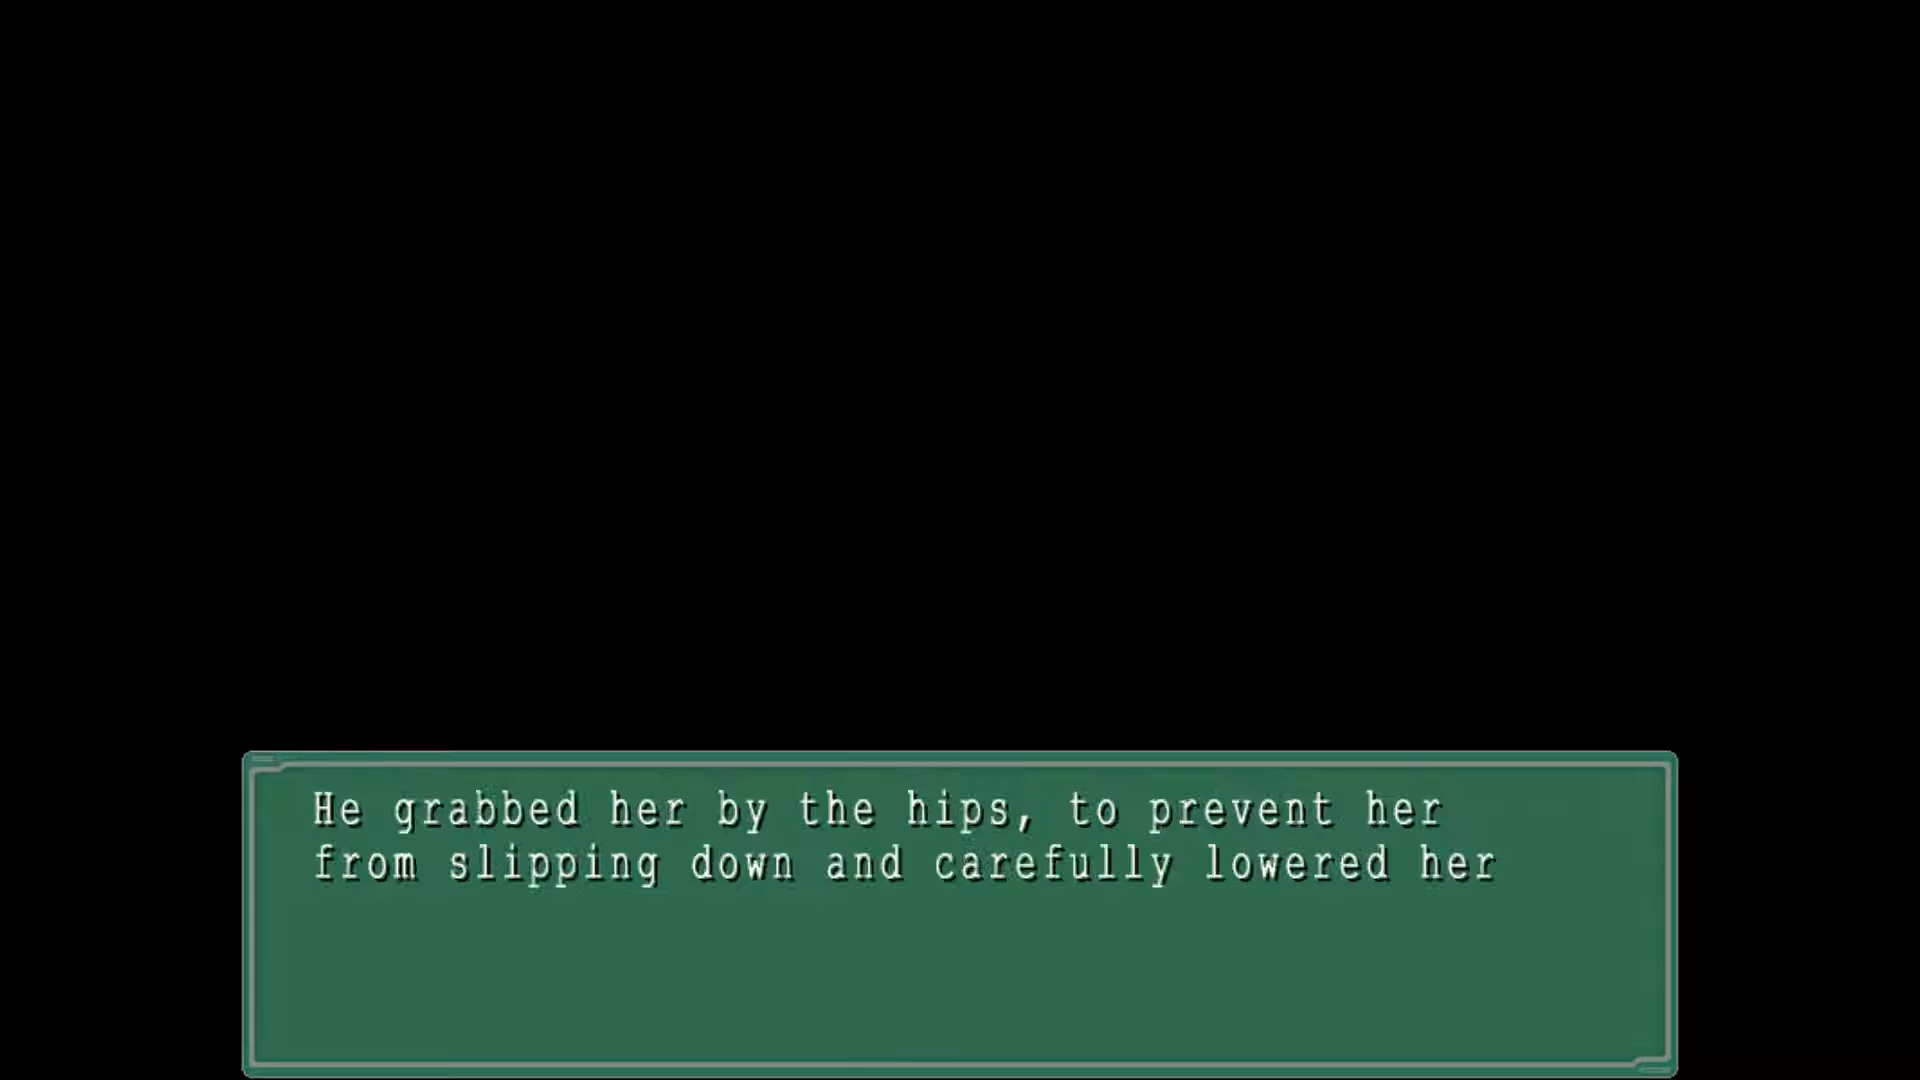 He grabbed her by the hips, to prevent her
from slipping down and carefully lowered her